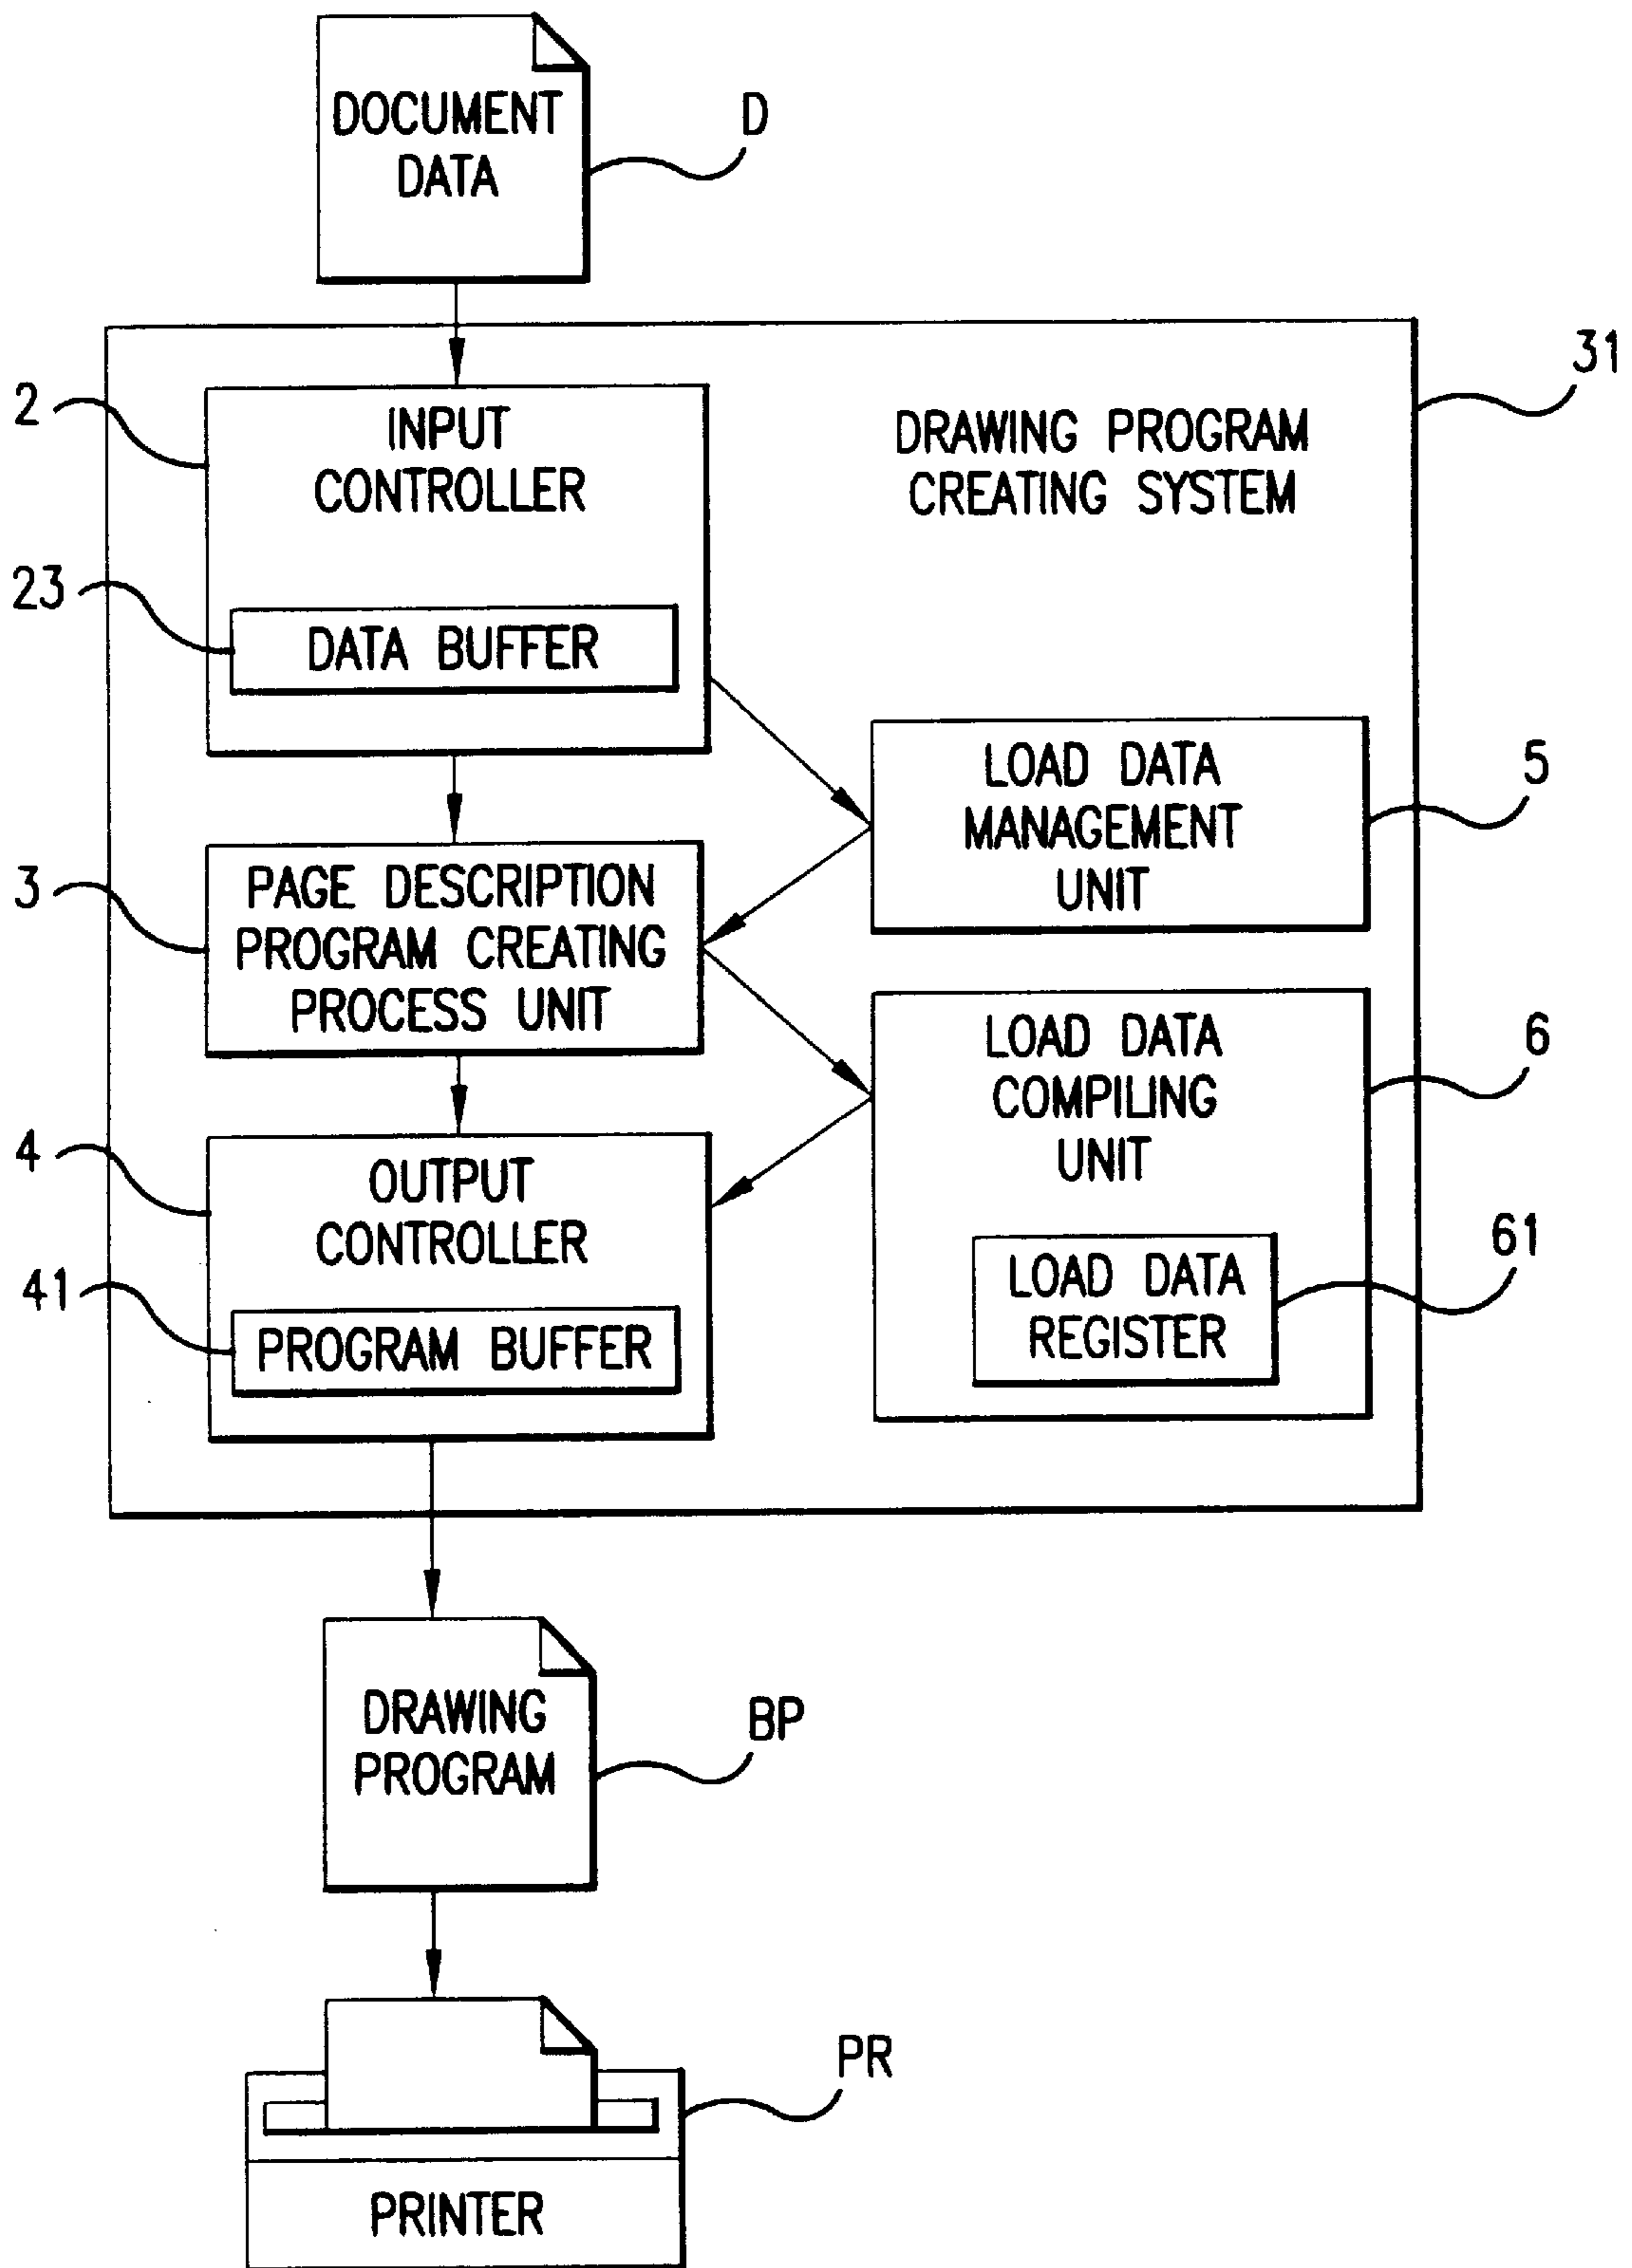 DOCUMENT
DATA
D
31
2
INPUT
CONTROLLER
DRAWING PROGRAM
CREATING SYSTEM
23
DATA BUFFER
LOAD DATA
MANAGEMENT
UNIT
5
3
PAGE DESCRIPTION
PROGRAM CREATING
PROCESS UNIT
LOAD DATA
COMPILING
UNIT
6
4
OUTPUT
CONTROLLER
61
LOAD DATA
REGISTER
41
PROGRAM BUFFER
DRAWING
PROGRAM
BP
PR
PRINTER